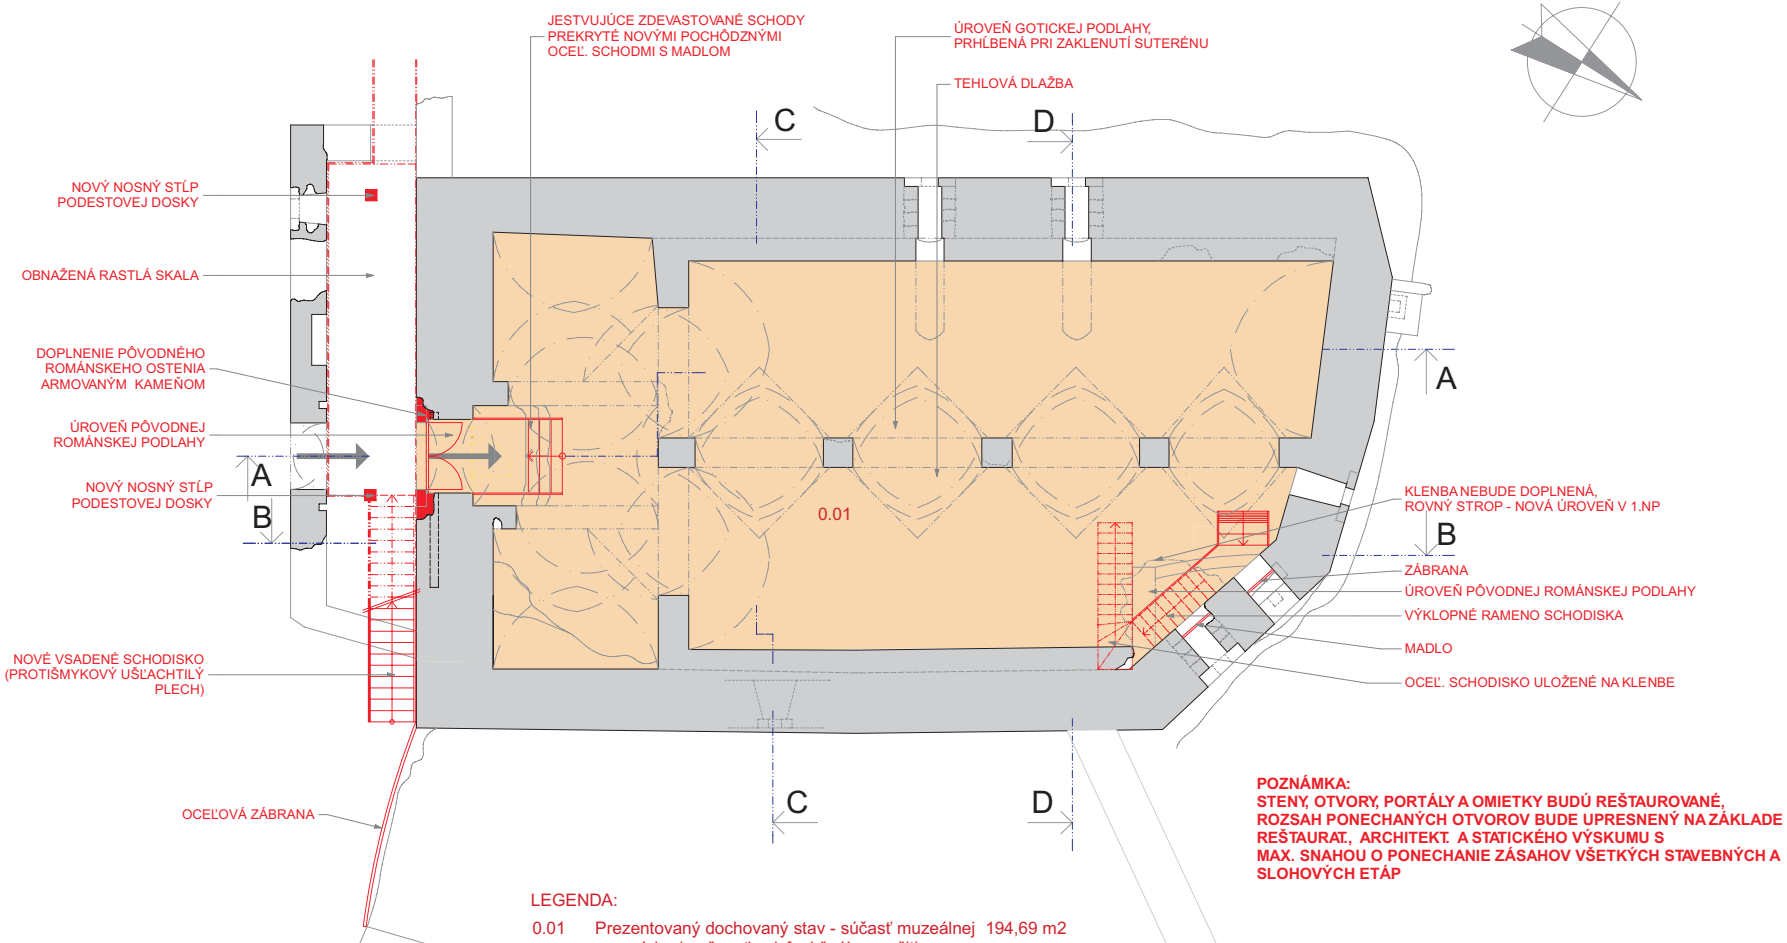 JESTVUJÚCE ZDEVASTOVANÉ SCHODY
PREKRYTÉ NOVÝMI POCHÔDZNÝMI
OCEĽ. SCHODMI S MADLOM
ÚROVEŇ GOTICKEJ PODLAHY,
PRHĹBENÁ PRI ZAKLENUTÍ SUTERÉNU
TEHLOVÁ DLAŽBA
C
D
NOVÝ NOSNÝ STĹP
PODESTOVEJ DOSKY
OBNAŽENÁ RASTLÁ SKALA
DOPLNENIE PÔVODNÉHO
ROMÁNSKEHO OSTENIA
ARMOVANÝM KAMEŇOM
A
ÚROVEŇ PÔVODNEJ
ROMÁNSKEJ PODLAHY
A
NOVÝ NOSNÝ STĹP
PODESTOVEJ DOSKY
B
0.01
KLENBA NEBUDE DOPLNENÁ,
ROVNÝ STROP - NOVÁ ÚROVEŇ V 1.NP
B
ZÁBRANA
ÚROVEŇ PÔVODNEJ ROMÁNSKEJ PODLAHY
VÝKLOPNÉ RAMENO SCHODISKA
MADLO
OCEĽ. SCHODISKO ULOŽENÉ NA KLENBE
NOVÉ VSADENÉ SCHODISKO
(PROTIŠMYKOVÝ UŠĽACHTILÝ
PLECH)
OCEĽOVÁ ZÁBRANA
C
D
POZNÁMKA:
STENY, OTVORY, PORTÁLY A OMIETKY BUDÚ REŠTAUROVANÉ,
ROZSAH PONECHANÝCH OTVOROV BUDE UPRESNENÝ NA ZÁKLADE
REŠTAURAT., ARCHITEKT. A STATICKÉHO VÝSKUMU S
MAX. SNAHOU O PONECHANIE ZÁSAHOV VŠETKÝCH STAVEBNÝCH A
SLOHOVÝCH ETÁP
LEGENDA:
0.01 Prezentovaný dochovaný stav - súčasť muzeálnej 194,69 m2